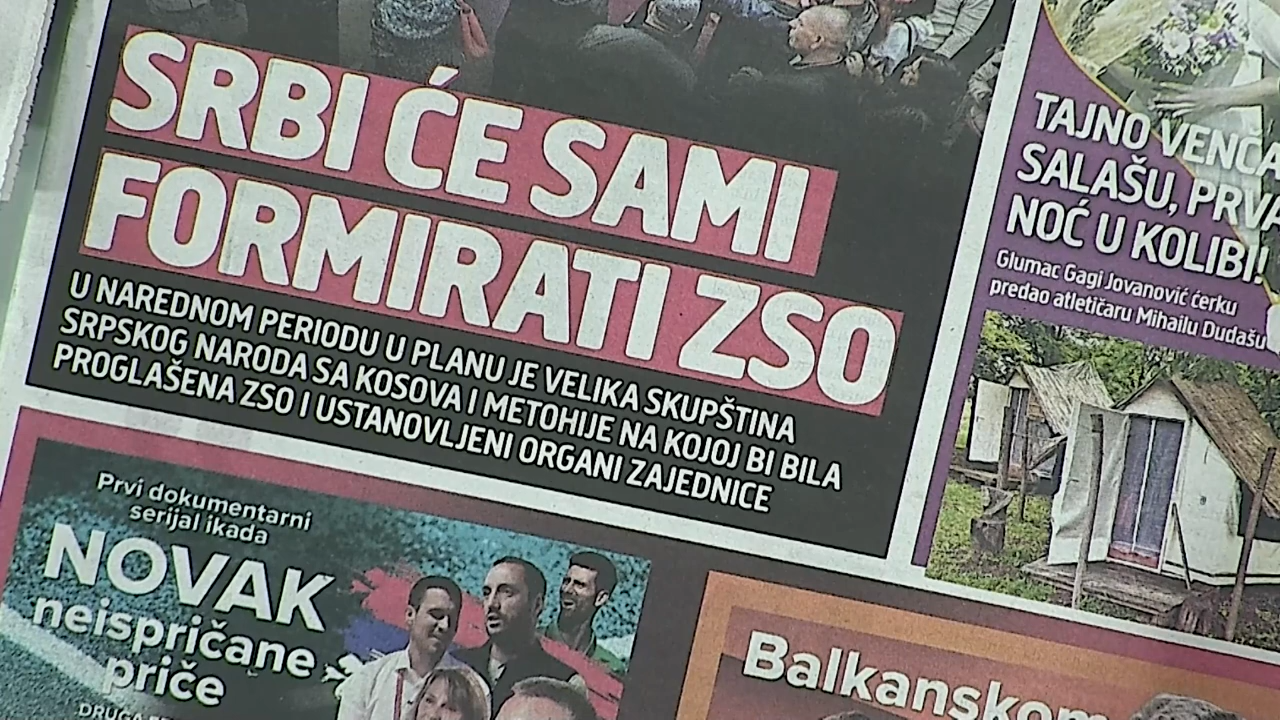 SRBI ĆE SAMI
FORMIRATI ZSO
U NAREDNOM PERIODU U PLANU JE VELIKA SKUPŠTINA
SRPSKOG NARODA SA KOSOVA I METOHIJE NA KOJOJ BI BILA
PROGLAŠENA ZSO I USTANOVLJENI ORGANI ZAJEDNICE
TAJNO
SALAŠU, PRVA
NOĆ U KOLIBI!
Glumac Gagi Jovanović ćerku
predao atletičaru Mihailu Dudašu
Prvi dokumentarni
serijal ikada
NOVAK
neispričane
priče